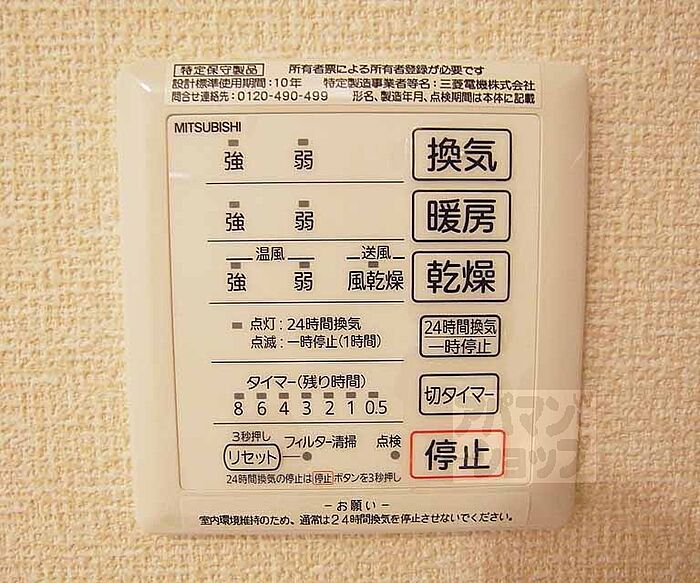 特定保守製品 所有者票による所有者登録が必要です
設計標準使用期間:10年 特定製造事業者等名:三菱電機株式会社
問合せ連絡先:0120-490-499 形名、製造年月、点検期間は本体に記載
MITSUBISHI
強 弱 換気
強 弱 暖房
温風 送風
強 弱 風乾燥 乾燥
点灯:24時間換気
点滅:一時停止(1時間)
24時間換気
一時停止
タイマー(残り時間)
8 6 4 3 2 1 0.5
切タイマー
3秒押し
リセット フィルター清掃 点検
停止
24時間換気の停止は停止ボタンを3秒押し
-お願い-
室内環境維持のため、通常は24時間換気を停止させないでください。
アパマン
ショップ